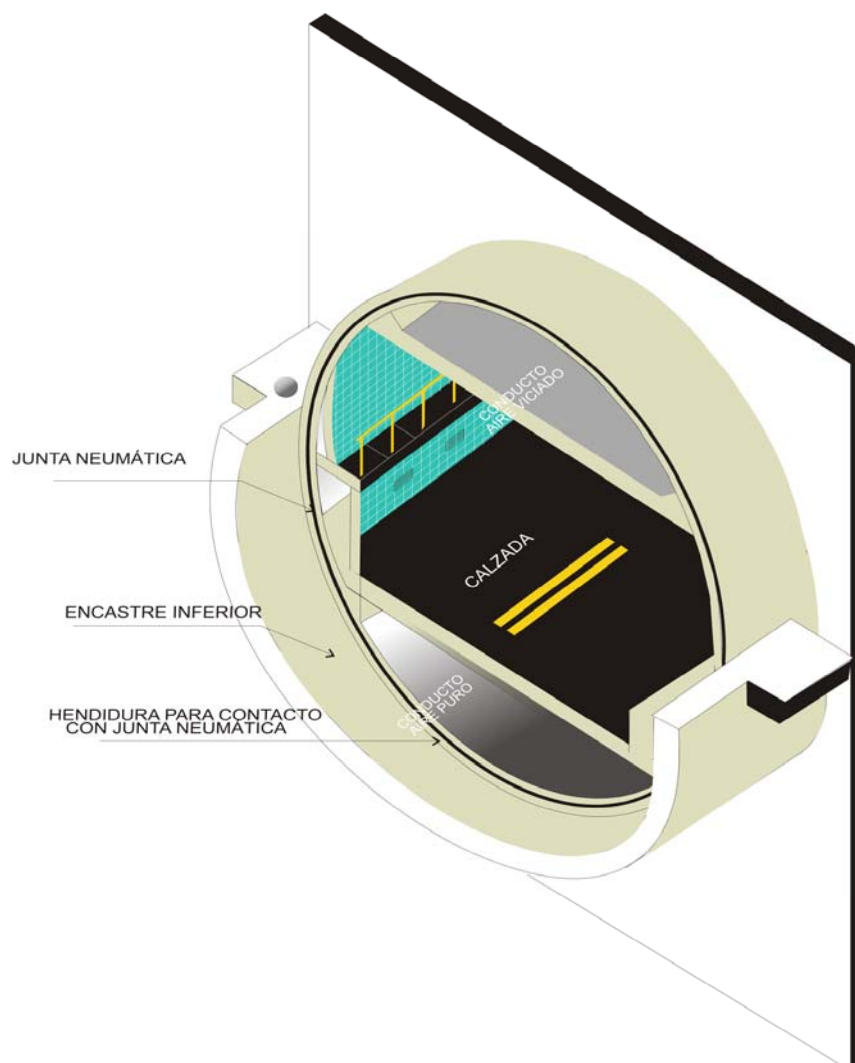 CONDUCTO
AIRE VICIADO
JUNTA NEUMÁTICA
CALZADA
ENCASTRE INFERIOR
CONDUCTO
AIRE PURO
HENDIDURA PARA CONTACTO
CON JUNTA NEUMÁTICA